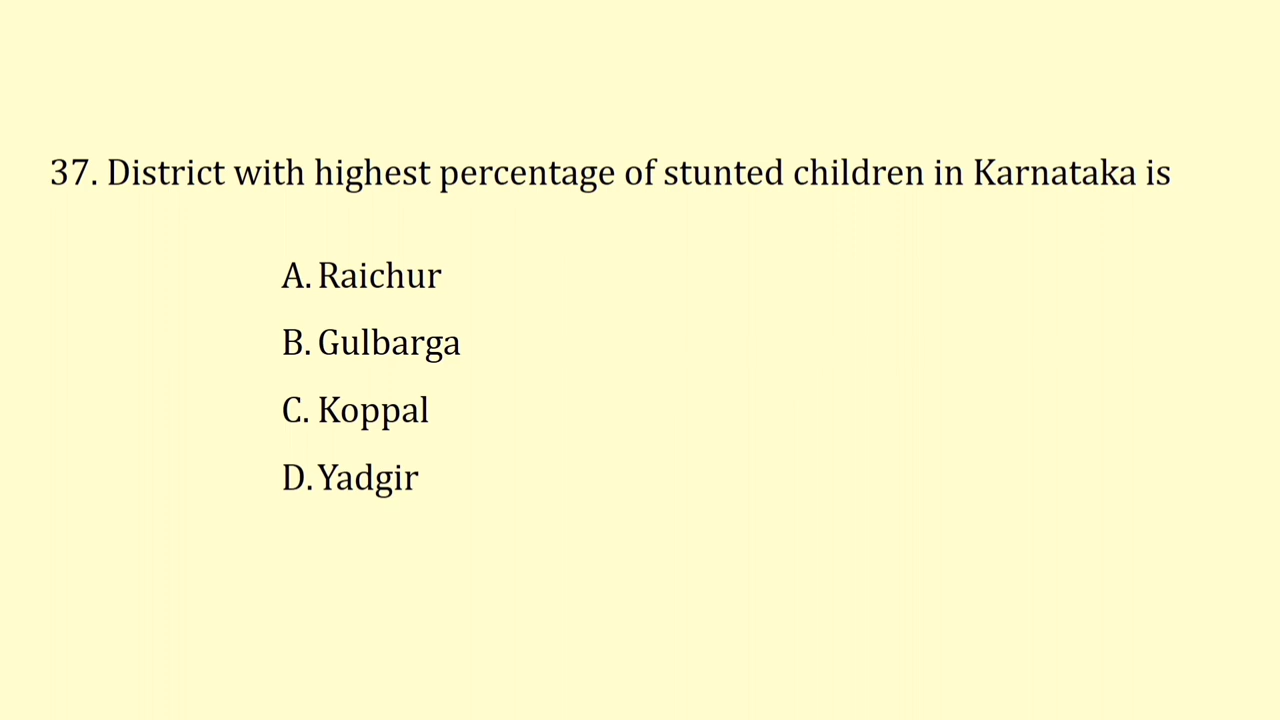 37. District with highest percentage of stunted children in Karnataka is
A. Raichur
B. Gulbarga
C. Koppal
D. Yadgir